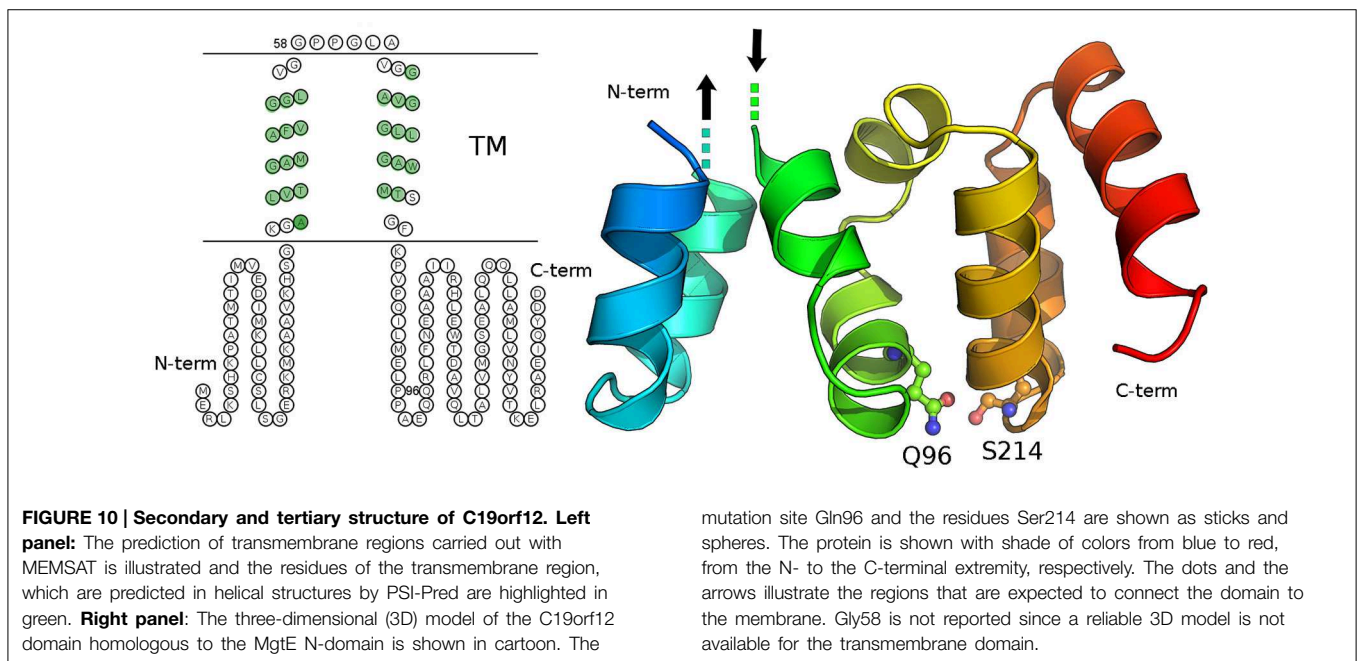 58 G P P G L A
V G
V G G
G G L
A V G
A F V
G L L
G A M
G A W
L V T
M T S
K G A
G F
TM
N-term
M E R L S K S H K P A T M T I M V E D I M K L L C S L S G E R K M K A A V K H S G
K P V P Q I L M E L P P A E Q 96 Q R L F N E A A I I R H L E W T D A V Q L T A L V M G S E A L Q Q Q L L A M L V N Y V T K E L R A E I Q Y D D
C-term
N-term
C-term
Q96
S214
FIGURE 10 | Secondary and tertiary structure of C19orf12. Left
panel: The prediction of transmembrane regions carried out with
MEMSAT is illustrated and the residues of the transmembrane region,
which are predicted in helical structures by PSI-Pred are highlighted in
green. Right panel: The three-dimensional (3D) model of the C19orf12
domain homologous to the MgtE N-domain is shown in cartoon. The
mutation site Gln96 and the residues Ser214 are shown as sticks and
spheres. The protein is shown with shade of colors from blue to red,
from the N- to the C-terminal extremity, respectively. The dots and the
arrows illustrate the regions that are expected to connect the domain to
the membrane. Gly58 is not reported since a reliable 3D model is not
available for the transmembrane domain.